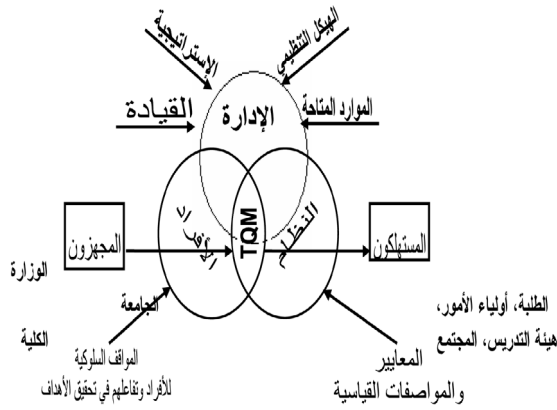 الهيكل التنظيمي
الإستراتيجية
الموارد المتاحة
القيادة
الإدارة
المستهلكون
النظام
TQM
الأفراد
المجهزون
الوزارة
الجامعة
الكلية
الطلبة، أولياء الأمور،
هيئة التدريس، المجتمع
المعايير
والمواصفات القياسية
المواقف السلوكية
للأفراد وتفاعلهم في تحقيق الأهداف